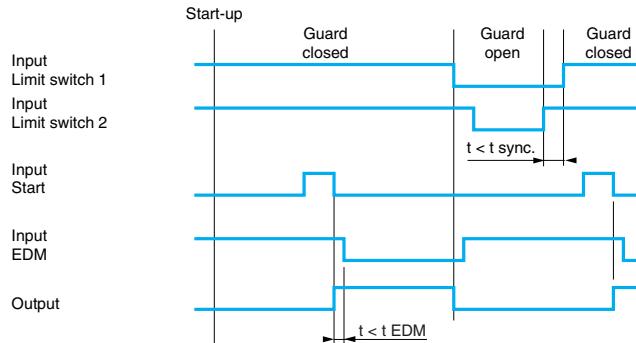 Start-up
Guard
closed
Guard
open
Guard
closed
Input
Limit switch 1
Input
Limit switch 2
t < t sync.
Input
Start
Input
EDM
Output
t < t EDM